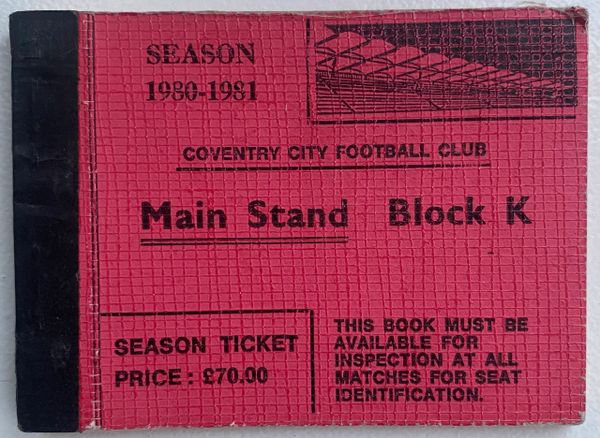 SEASON
1980-1981
COVENTRY CITY FOOTBALL CLUB
Main Stand Block K
SEASON TICKET
PRICE : £70.00
THIS BOOK MUST BE
AVAILABLE FOR
INSPECTION AT ALL
MATCHES FOR SEAT
IDENTIFICATION.